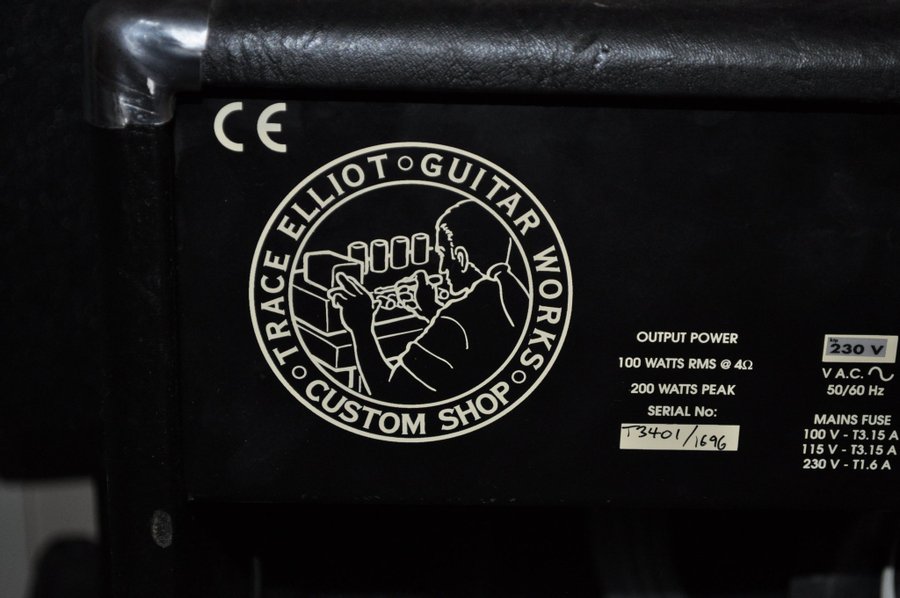 CE
TRACE ELLIOT GUITAR WORKS
CUSTOM SHOP
OUTPUT POWER
100 WATTS RMS @ 4Ω
200 WATTS PEAK
SERIAL No:
T3401/1696
230 V
V A.C. ~
50/60 Hz
MAINS FUSE
100 V - T3.15 A
115 V - T3.15 A
230 V - T1.6 A